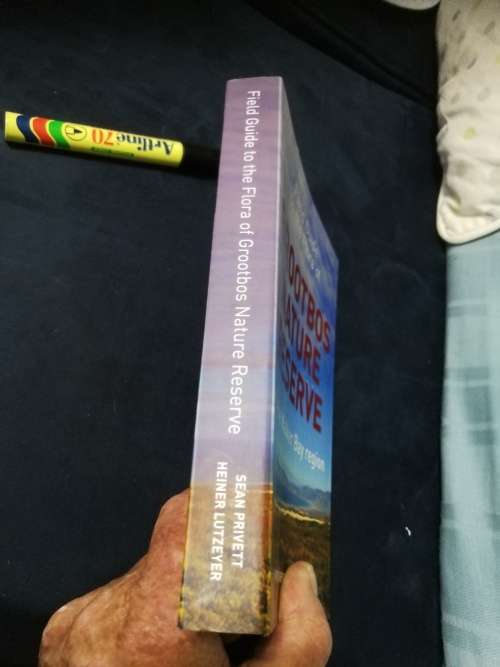 Field Guide to the Flora of Grootbos Nature Reserve
SEAN PRIVETT
HEINER LUTZEYER
OOTBOS
ATURE
SERVE
Bay region
Artline 70